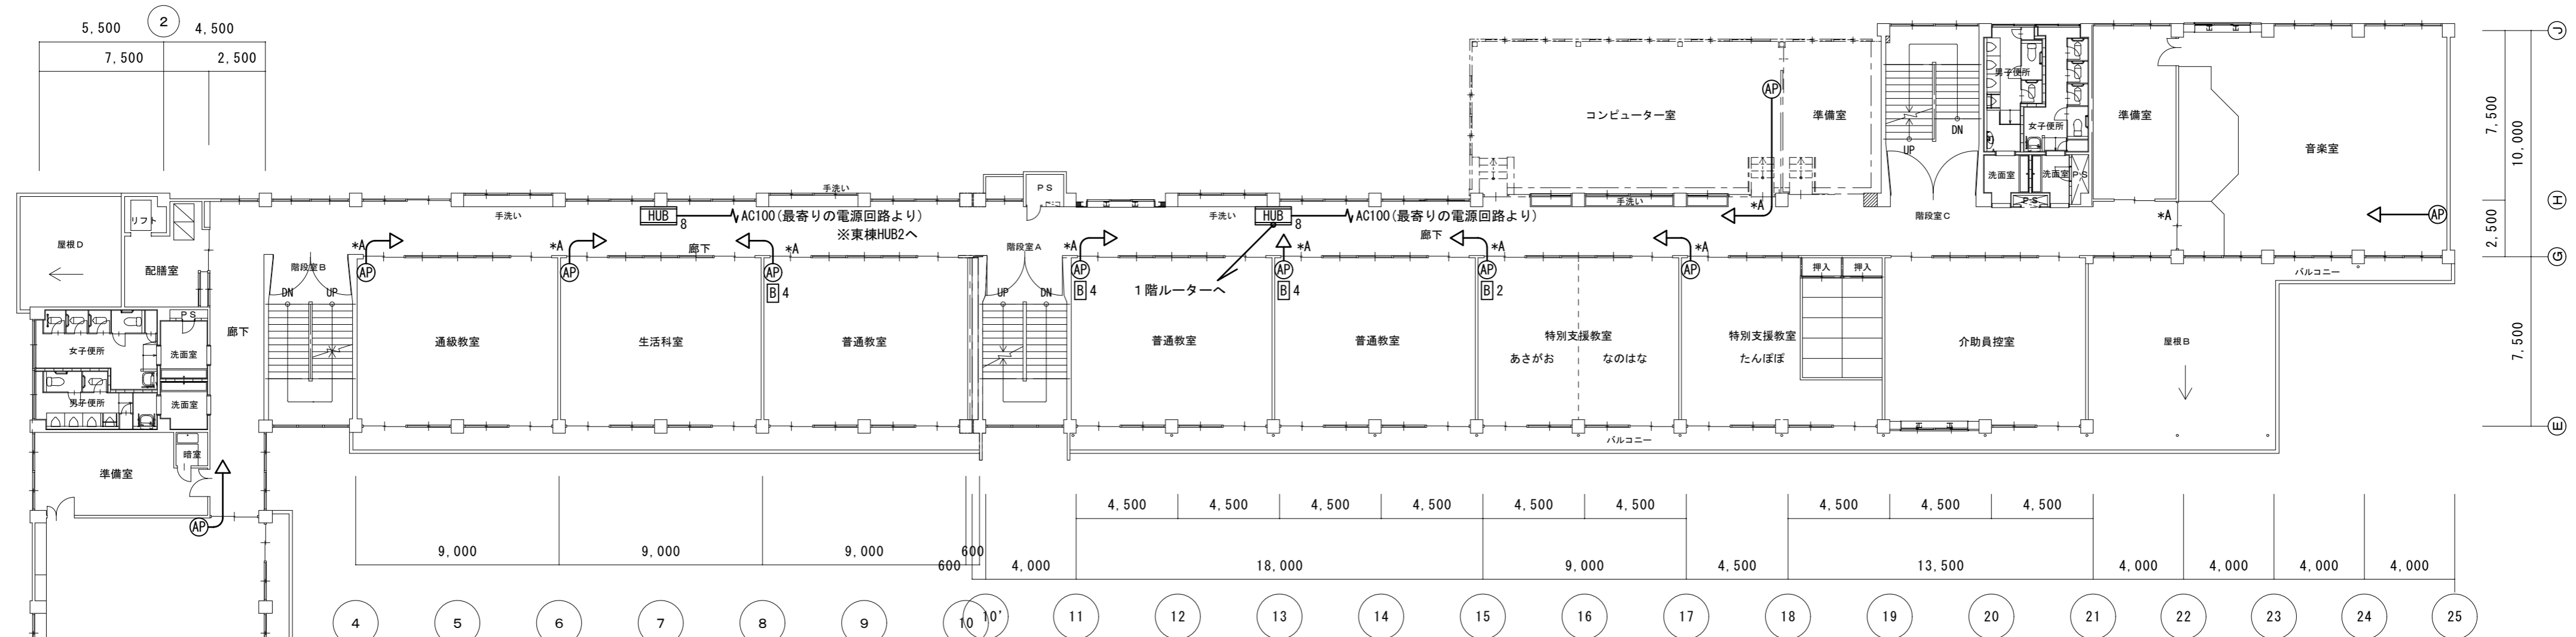 5,500
2
4,500
7,500
2,500
J
7,500
10,000
H
2,500
G
7,500
E
コンピューター室
AP
準備室
UP
DN
男子便所
女子便所
洗面室
洗面室
PS
PS
準備室
音楽室
屋根D
リフト
配膳室
手洗い
手洗い
HUB
8
AC100(最寄りの電源回路より)
※東棟HUB2へ
PS
手洗い
HUB
8
AC100(最寄りの電源回路より)
手洗い
*A
階段室C
*A
AP
*A
AP
*A
AP
廊下
*A
AP
B 4
階段室A
*A
AP
B 4
1階ルーターへ
*A
AP
B 4
廊下
*A
AP
B 2
*A
AP
押入
押入
バルコニー
階段室B
DN
UP
UP
DN
PS
廊下
女子便所
洗面室
男子便所
洗面室
通級教室
生活科室
普通教室
普通教室
普通教室
特別支援教室
あさがお
なのはな
特別支援教室
たんぽぽ
介助員控室
屋根B
バルコニー
暗室
準備室
AP
4,500
4,500
4,500
4,500
4,500
4,500
4,500
4,500
4,500
9,000
9,000
9,000
600
600
4,000
18,000
9,000
4,500
13,500
4,000
4,000
4,000
4,000
4
5
6
7
8
9
10
10'
11
12
13
14
15
16
17
18
19
20
21
22
23
24
25